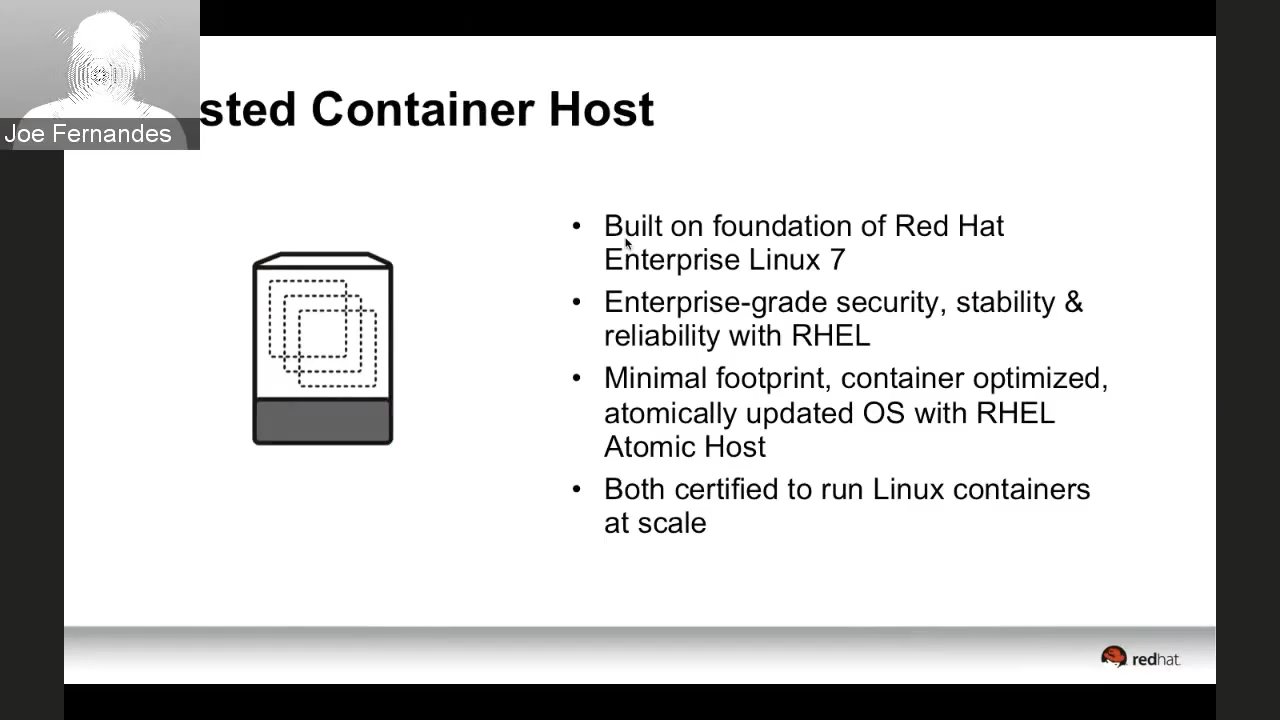 sted Container Host
Joe Fernandes
• Built on foundation of Red Hat
Enterprise Linux 7
• Enterprise-grade security, stability &
reliability with RHEL
• Minimal footprint, container optimized,
atomically updated OS with RHEL
Atomic Host
• Both certified to run Linux containers
at scale
redhat.